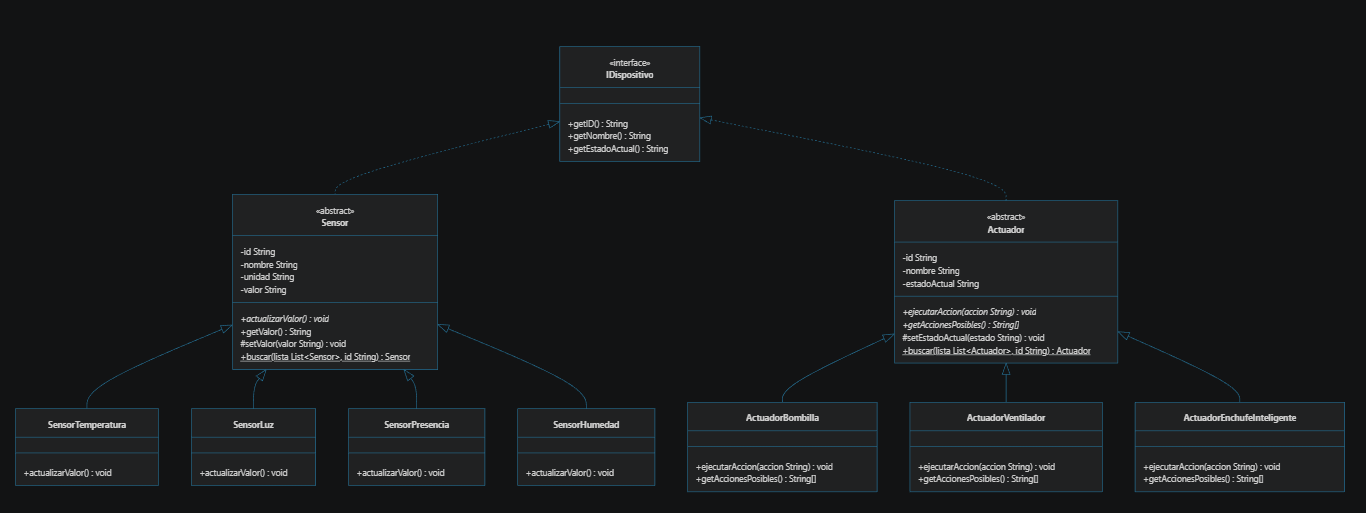 «interface»
IDispositivo
+getID() : String
+getNombre() : String
+getEstadoActual() : String
«abstract»
Sensor
-id String
-nombre String
-unidad String
-valor String
+actualizarValor() : void
+getValor() : String
#setValor(valor String) : void
+buscar(lista List<Sensor>, id String) : Sensor
«abstract»
Actuador
-id String
-nombre String
-estadoActual String
+ejecutarAccion(accion String) : void
+getAccionesPosibles() : String[]
#setEstadoActual(estado String) : void
+buscar(lista List<Actuador>, id String) : Actuador
SensorTemperatura
+actualizarValor() : void
SensorLuz
+actualizarValor() : void
SensorPresencia
+actualizarValor() : void
SensorHumedad
+actualizarValor() : void
ActuadorBombilla
+ejecutarAccion(accion String) : void
+getAccionesPosibles() : String[]
ActuadorVentilador
+ejecutarAccion(accion String) : void
+getAccionesPosibles() : String[]
ActuadorEnchufeInteligente
+ejecutarAccion(accion String) : void
+getAccionesPosibles() : String[]